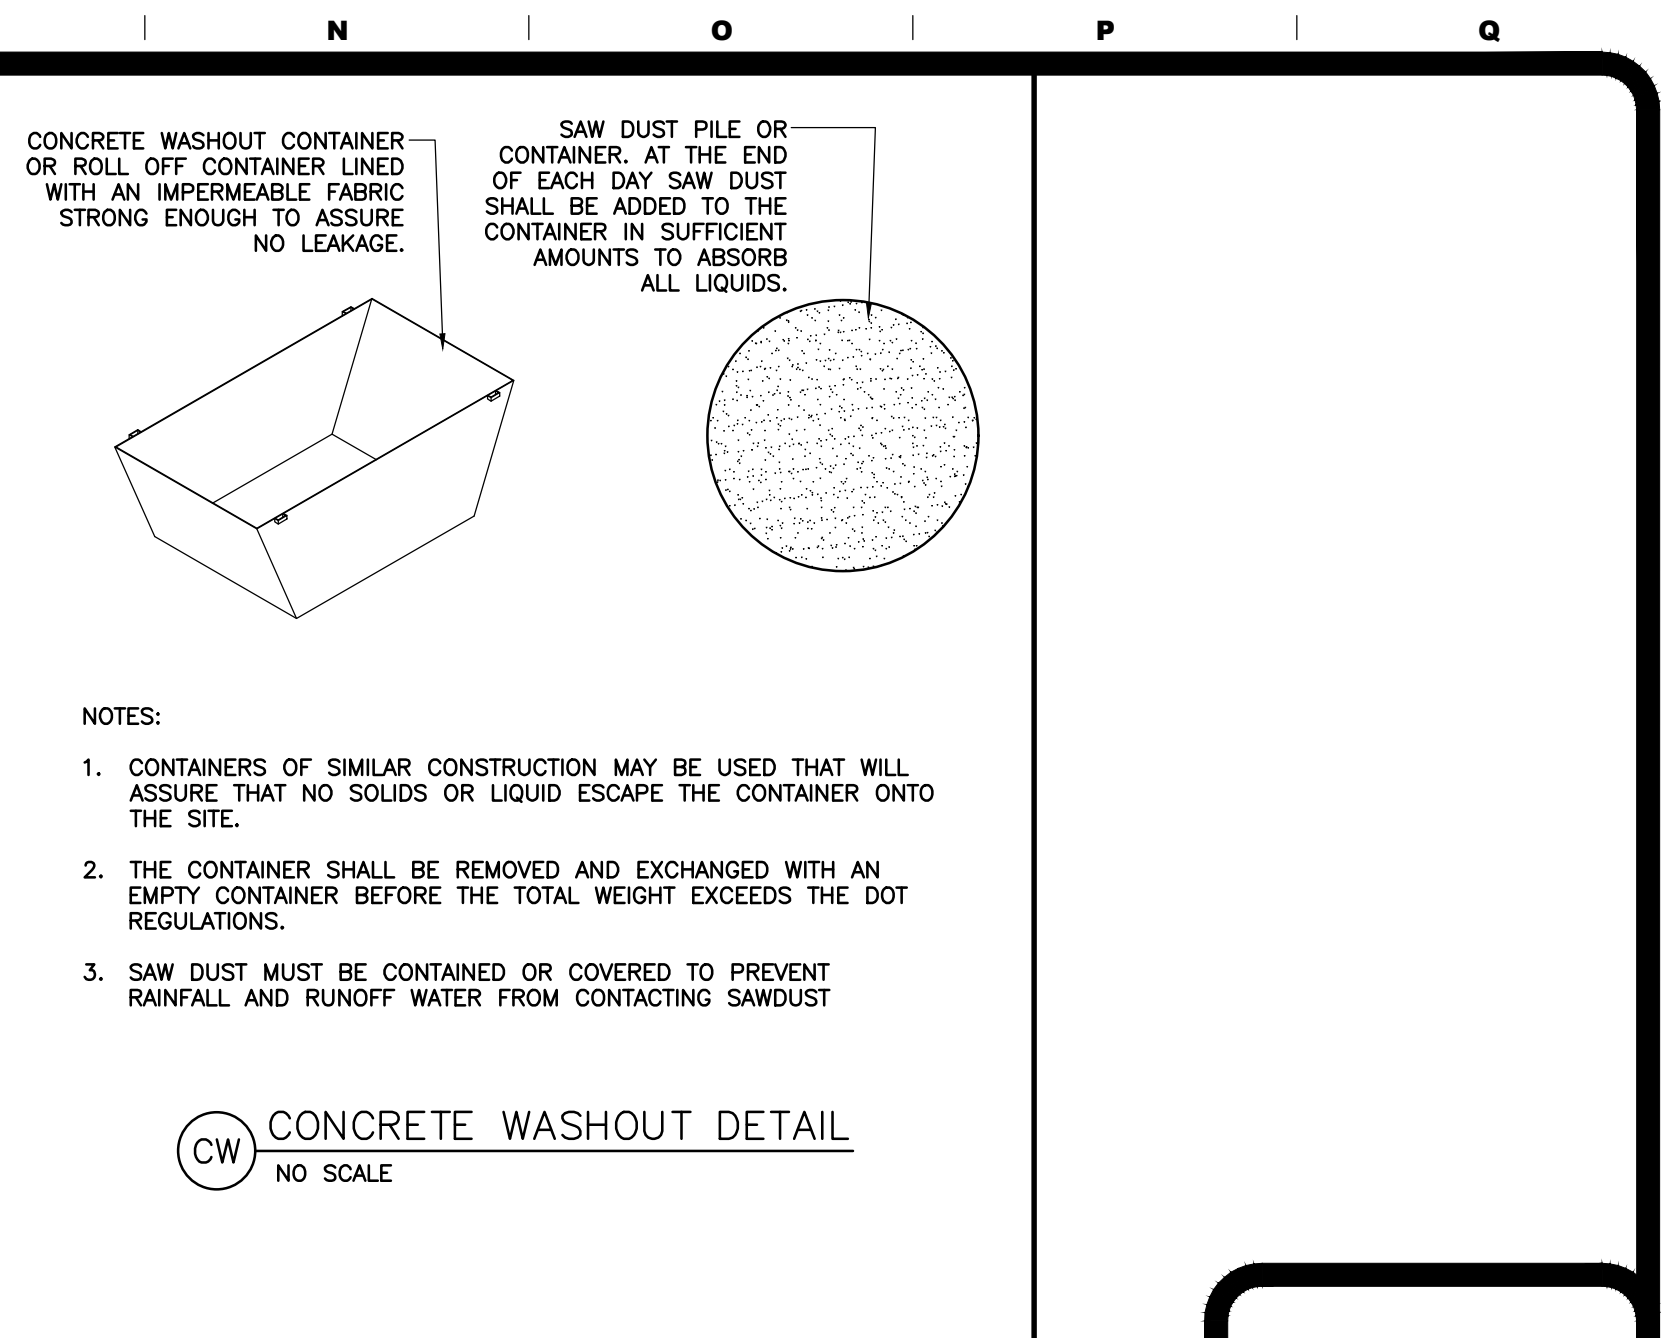 N O P Q
CONCRETE WASHOUT CONTAINER
OR ROLL OFF CONTAINER LINED
WITH AN IMPERMEABLE FABRIC
STRONG ENOUGH TO ASSURE
NO LEAKAGE.
SAW DUST PILE OR
CONTAINER. AT THE END
OF EACH DAY SAW DUST
SHALL BE ADDED TO THE
CONTAINER IN SUFFICIENT
AMOUNTS TO ABSORB
ALL LIQUIDS.
NOTES:
1. CONTAINERS OF SIMILAR CONSTRUCTION MAY BE USED THAT WILL
ASSURE THAT NO SOLIDS OR LIQUID ESCAPE THE CONTAINER ONTO
THE SITE.
2. THE CONTAINER SHALL BE REMOVED AND EXCHANGED WITH AN
EMPTY CONTAINER BEFORE THE TOTAL WEIGHT EXCEEDS THE DOT
REGULATIONS.
3. SAW DUST MUST BE CONTAINED OR COVERED TO PREVENT
RAINFALL AND RUNOFF WATER FROM CONTACTING SAWDUST
CW CONCRETE WASHOUT DETAIL
NO SCALE